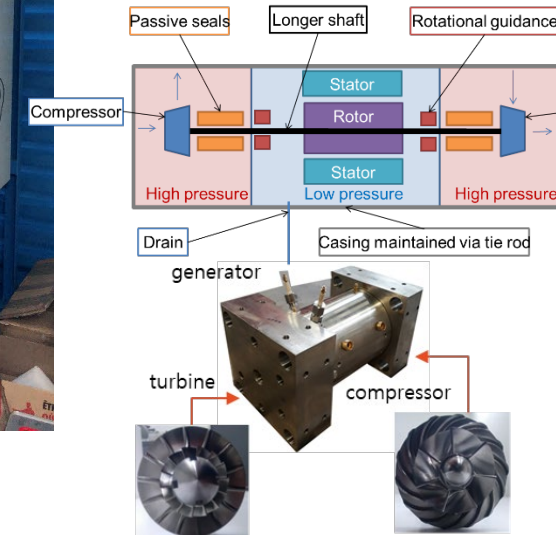 Passive seals
Longer shaft
Rotational guidance
Compressor
Stator
Rotor
Stator
High pressure
Low pressure
High pressure
Drain
Casing maintained via tie rod
generator
turbine
compressor